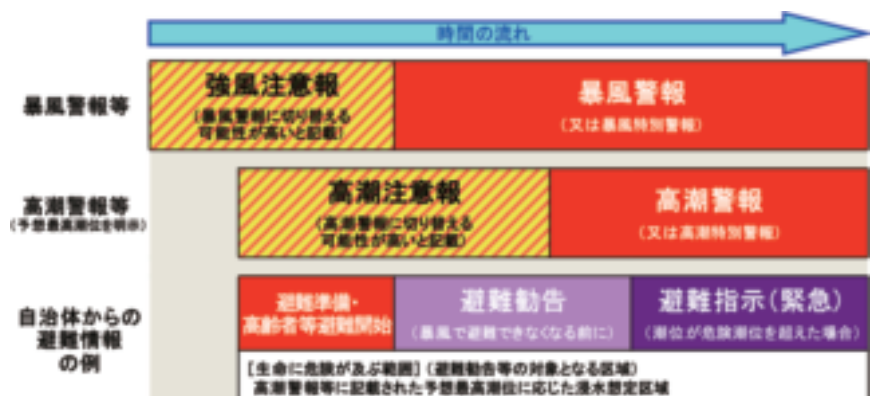 時間の流れ
暴風警報等
強風注意報
(暴風警報に切り替える
可能性が高いと記載)
暴風警報
(又は暴風特別警報)
高潮警報等
(予想最高潮位を明示)
高潮注意報
(高潮警報に切り替える
可能性が高いと記載)
高潮警報
(又は高潮特別警報)
自治体からの
避難情報
の例
避難準備・
高齢者等避難開始
避難勧告
(暴風で避難できなくなる前に)
避難指示(緊急)
(潮位が危険潮位を超えた場合)
[生命に危険が及ぶ範囲](避難勧告等の対象となる区域)
高潮警報等に記載された予想最高潮位に応じた浸水想定区域